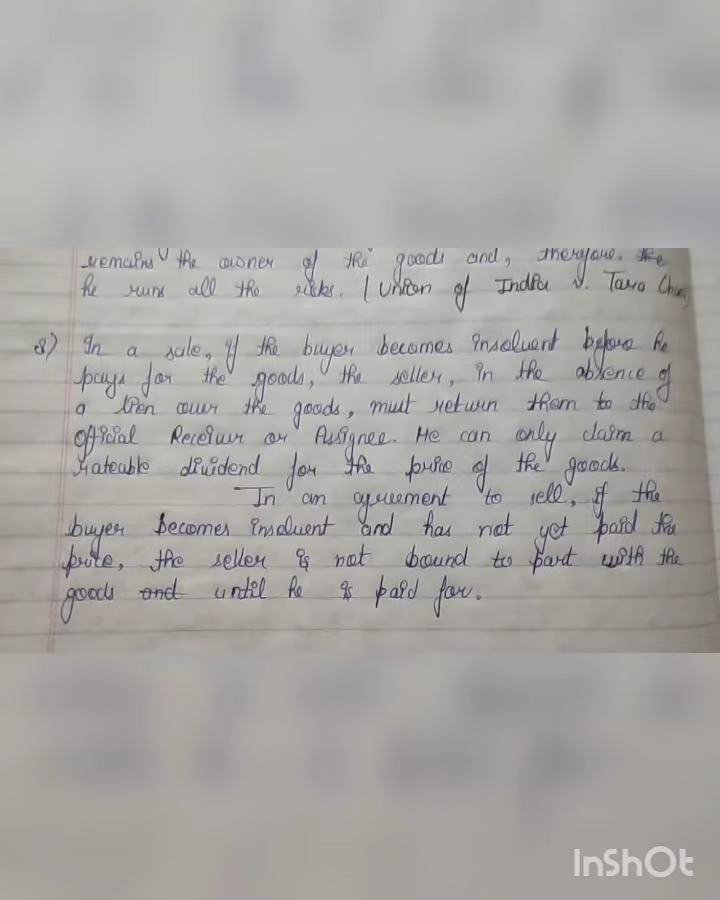 remains the owner of the goods and, therefore. the
he runs all the risks. (Union of India v. Tara Chand)
8) In a sale, if the buyer becomes insolvent before he
pays for the goods, the seller, in the absence of
a lien over the goods, must return them to the
official Receiver or Assignee. He can only claim a
rateable dividend for the price of the goods.
In an agreement to sell, if the
buyer becomes insolvent and has not yet paid the
price, the seller is not bound to part with the
goods and until he is paid for.
InShOt